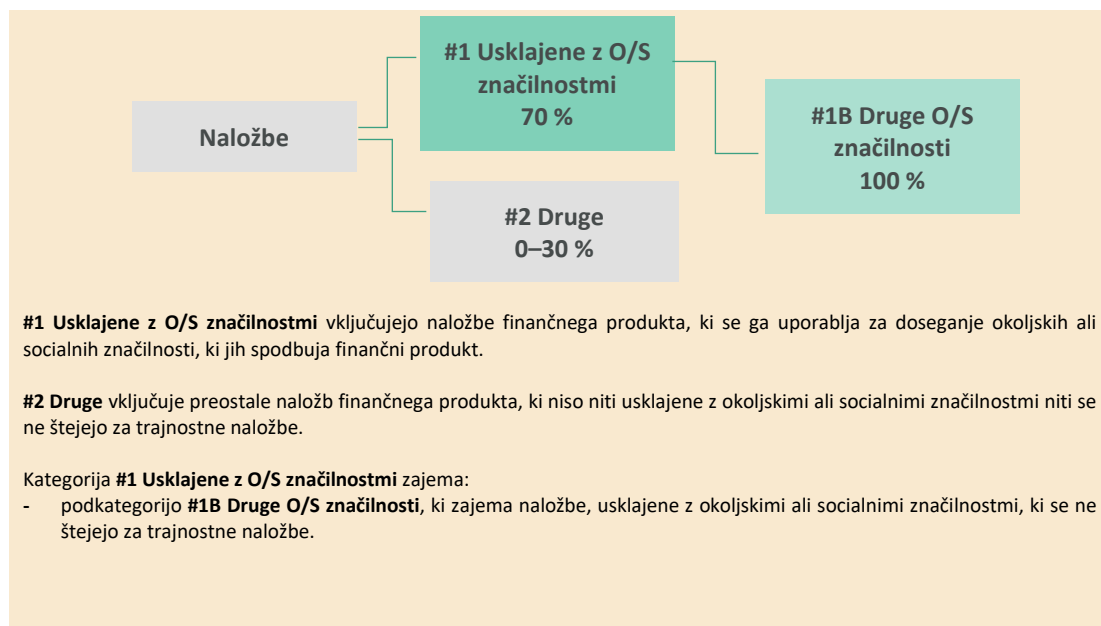 #1 Usklajene z O/S
značilnostmi
70 %
#1B Druge O/S
značilnosti
100 %
Naložbe
#2 Druge
0–30 %
#1 Usklajene z O/S značilnostmi vključujejo naložbe finančnega produkta, ki se ga uporablja za doseganje okoljskih ali
socialnih značilnosti, ki jih spodbuja finančni produkt.
#2 Druge vključuje preostale naložb finančnega produkta, ki niso niti usklajene z okoljskimi ali socialnimi značilnostmi niti se
ne štejejo za trajnostne naložbe.
Kategorija #1 Usklajene z O/S značilnostmi zajema:
- podkategorijo #1B Druge O/S značilnosti, ki zajema naložbe, usklajene z okoljskimi ali socialnimi značilnostmi, ki se ne
štejejo za trajnostne naložbe.